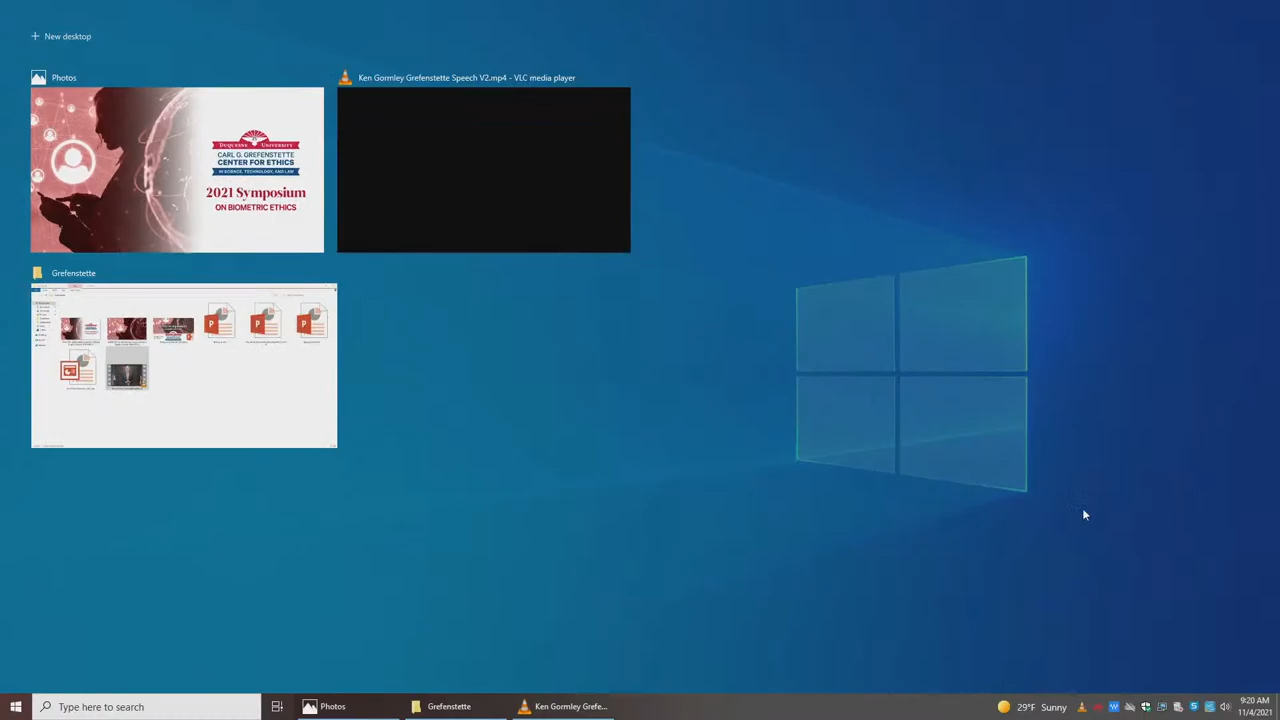 + New desktop
Photos
Ken Gormley Grefenstette Speech V2.mp4 - VLC media player
DUQUESNE UNIVERSITY
CARL G. GREFENSTETTE
CENTER FOR ETHICS
IN SCIENCE, TECHNOLOGY, AND LAW
2021 Symposium
ON BIOMETRIC ETHICS
Grefenstette
Type here to search
Photos
Grefenstette
Ken Gormley Grefe...
29°F Sunny
9:20 AM
11/4/2021